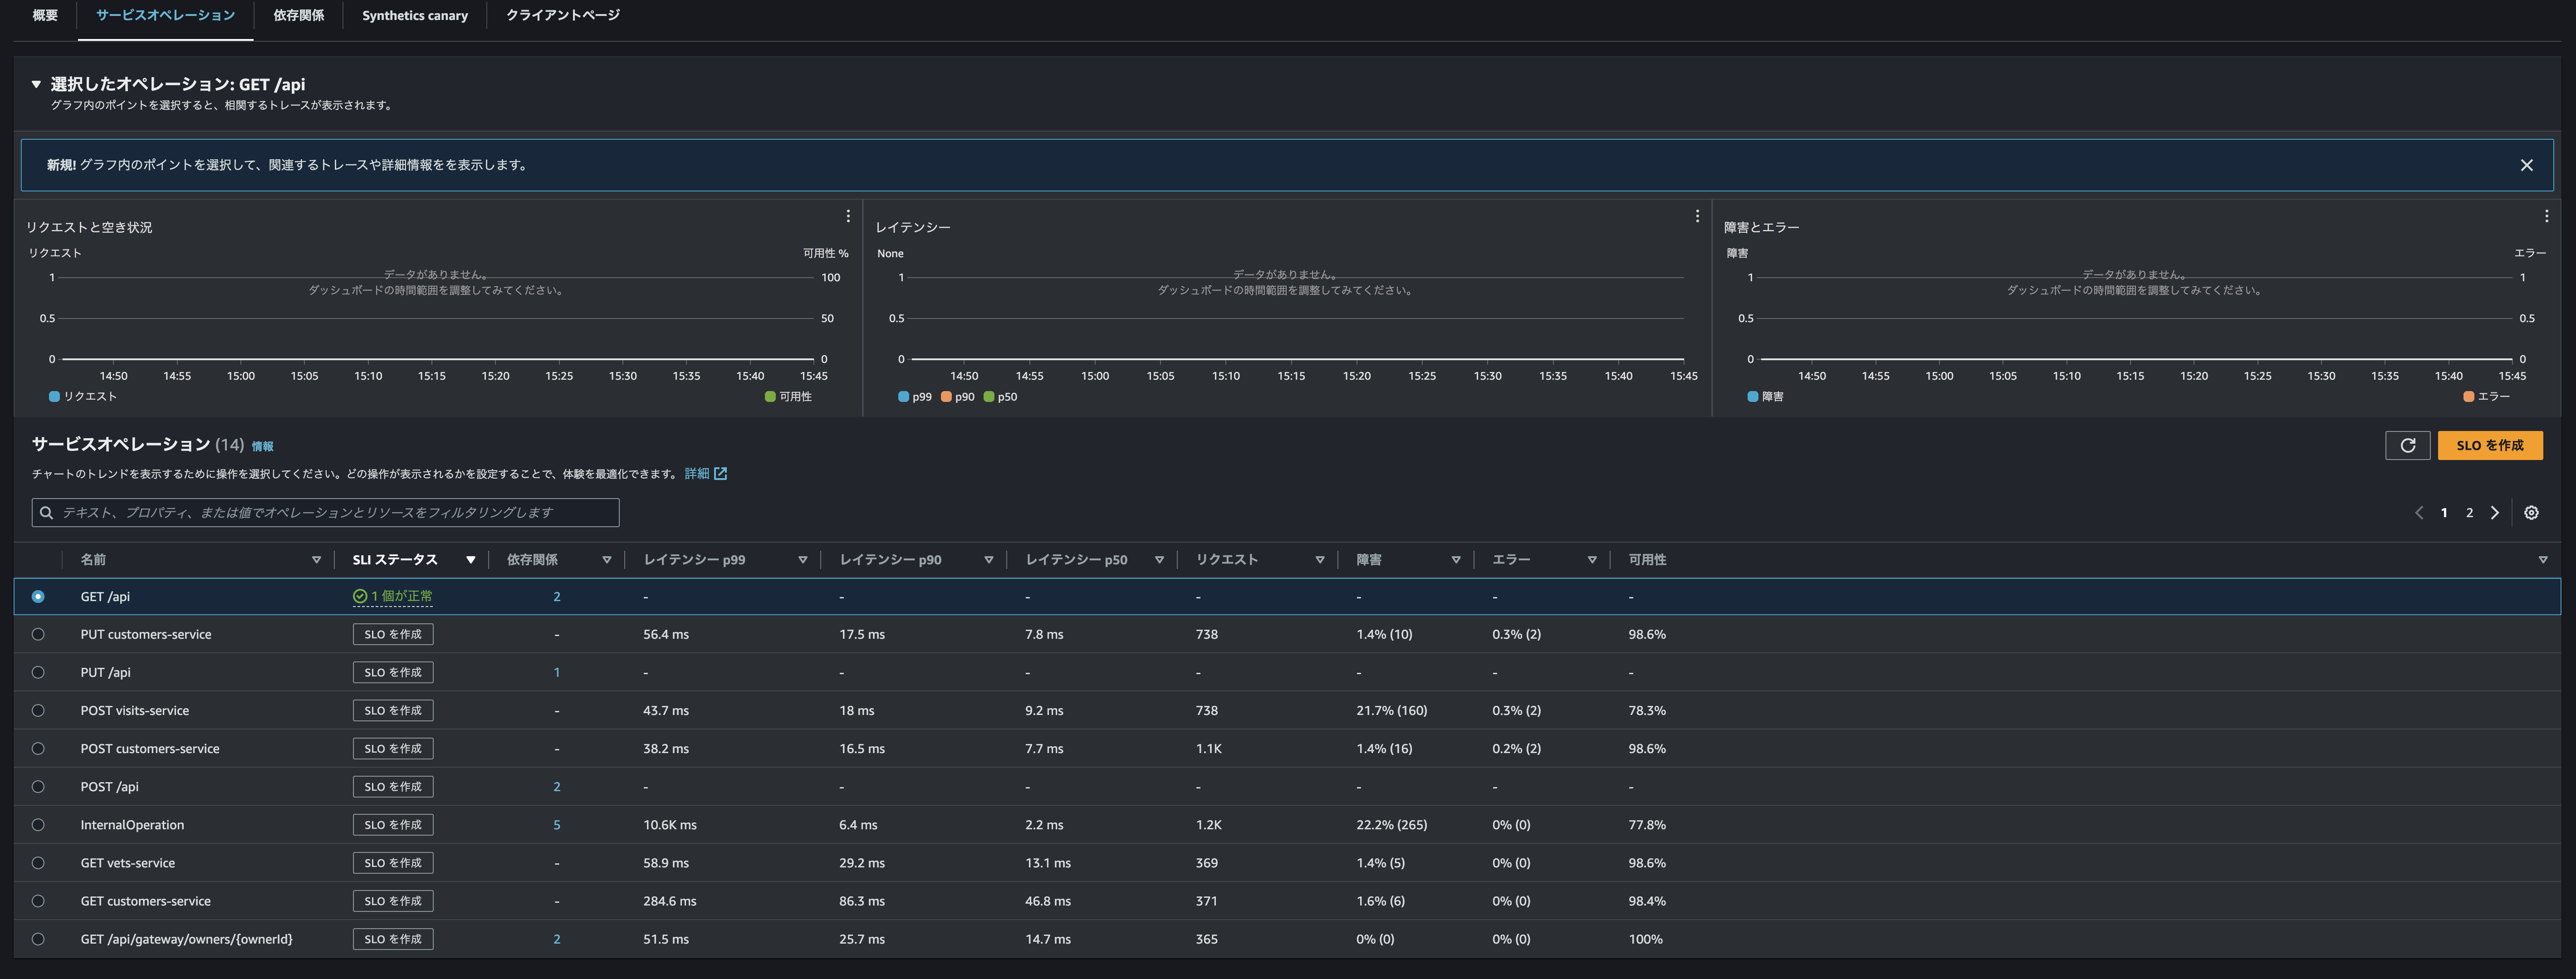 概要 サービスオペレーション 依存関係 Synthetics canary クライアントページ
選択したオペレーション: GET /api
グラフ内のポイントを選択すると、相関するトレースが表示されます。
新規! グラフ内のポイントを選択して、関連するトレースや詳細情報をを表示します。
リクエストと空き状況
リクエスト 可用性 %
データがありません。
ダッシュボードの時間範囲を調整してみてください。
1 100
0.5 50
0 0
14:50 14:55 15:00 15:05 15:10 15:15 15:20 15:25 15:30 15:35 15:40 15:45
リクエスト 可用性
レイテンシー
None
データがありません。
ダッシュボードの時間範囲を調整してみてください。
1
0.5
0
14:50 14:55 15:00 15:05 15:10 15:15 15:20 15:25 15:30 15:35 15:40 15:45
p99 p90 p50
障害とエラー
障害 エラー
データがありません。
ダッシュボードの時間範囲を調整してみてください。
1 1
0.5 0.5
0 0
14:50 14:55 15:00 15:05 15:10 15:15 15:20 15:25 15:30 15:35 15:40 15:45
障害 エラー
サービスオペレーション (14) 情報
SLO を作成
チャートのトレンドを表示するために操作を選択してください。どの操作が表示されるかを設定することで、体験を最適化できます。 詳細
テキスト、プロパティ、または値でオペレーションとリソースをフィルタリングします
1 2
名前 SLI ステータス 依存関係 レイテンシー p99 レイテンシー p90 レイテンシー p50 リクエスト 障害 エラー 可用性
GET /api 1 個が正常 2 - - - - - - -
PUT customers-service SLO を作成 - 56.4 ms 17.5 ms 7.8 ms 738 1.4% (10) 0.3% (2) 98.6%
PUT /api SLO を作成 1 - - - - - - -
POST visits-service SLO を作成 - 43.7 ms 18 ms 9.2 ms 738 21.7% (160) 0.3% (2) 78.3%
POST customers-service SLO を作成 - 38.2 ms 16.5 ms 7.7 ms 1.1K 1.4% (16) 0.2% (2) 98.6%
POST /api SLO を作成 2 - - - - - - -
InternalOperation SLO を作成 5 10.6K ms 6.4 ms 2.2 ms 1.2K 22.2% (265) 0% (0) 77.8%
GET vets-service SLO を作成 - 58.9 ms 29.2 ms 13.1 ms 369 1.4% (5) 0% (0) 98.6%
GET customers-service SLO を作成 - 284.6 ms 86.3 ms 46.8 ms 371 1.6% (6) 0% (0) 98.4%
GET /api/gateway/owners/{ownerId} SLO を作成 2 51.5 ms 25.7 ms 14.7 ms 365 0% (0) 0% (0) 100%